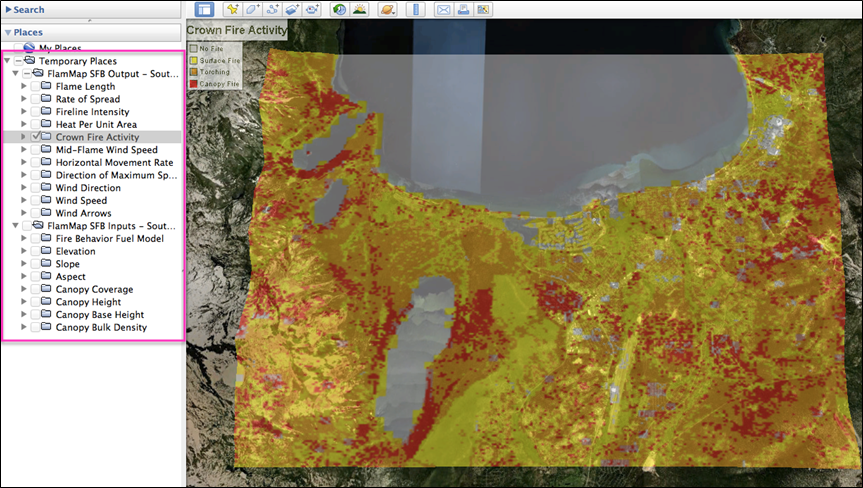 Search
Places
My Places
Temporary Places
FlamMap SFB Output - Sout...
Flame Length
Rate of Spread
Fireline Intensity
Heat Per Unit Area
Crown Fire Activity
Mid-Flame Wind Speed
Horizontal Movement Rate
Direction of Maximum Sp...
Wind Direction
Wind Speed
Wind Arrows
FlamMap SFB Inputs - Sout...
Fire Behavior Fuel Model
Elevation
Slope
Aspect
Canopy Coverage
Canopy Height
Canopy Base Height
Canopy Bulk Density
Crown Fire Activity
No Fire
Surface Fire
Torching
Canopy Fire